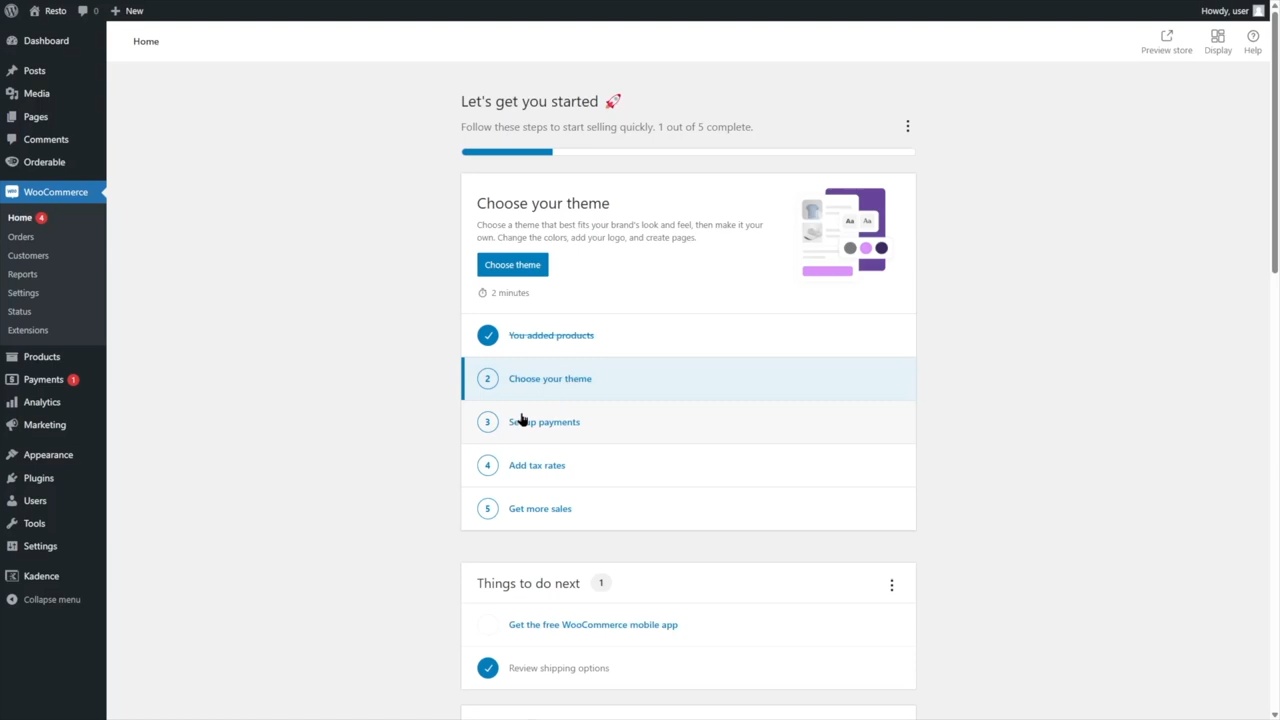 Resto
0
New
Howdy, user
Dashboard
Posts
Media
Pages
Comments
Orderable
WooCommerce
Home 4
Orders
Customers
Reports
Settings
Status
Extensions
Products
Payments 1
Analytics
Marketing
Appearance
Plugins
Users
Tools
Settings
Kadence
Collapse menu
Home
Preview store
Display
Help
Let's get you started 🚀
Follow these steps to start selling quickly. 1 out of 5 complete.
Choose your theme
Choose a theme that best fits your brand's look and feel, then make it your
own. Change the colors, add your logo, and create pages.
Choose theme
2 minutes
Aa Aa
You added products
2 Choose your theme
3 Set up payments
4 Add tax rates
5 Get more sales
Things to do next 1
Get the free WooCommerce mobile app
Review shipping options